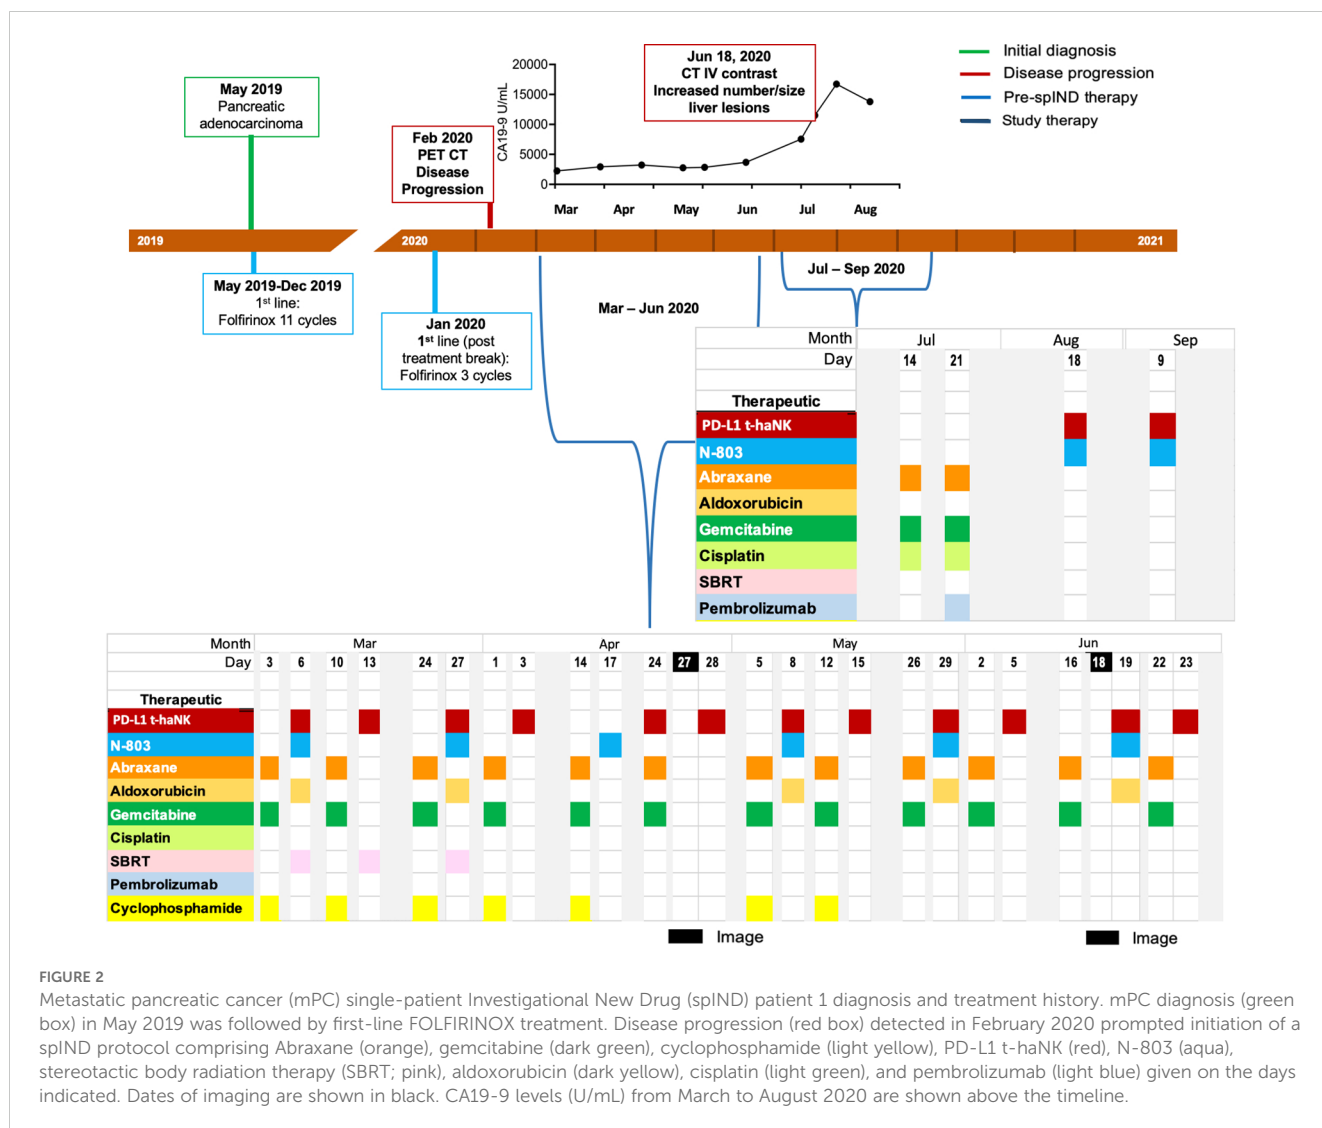 Initial diagnosis
Disease progression
Pre-spIND therapy
Study therapy
May 2019
Pancreatic
adenocarcinoma
Feb 2020
PET CT
Disease
Progression
CA19-9 U/mL
20000
15000
10000
5000
0
Jun 18, 2020
CT IV contrast
Increased number/size
liver lesions
Mar Apr May Jun Jul Aug
2019 2020 2021
May 2019-Dec 2019
1st line:
Folfirinox 11 cycles
Jan 2020
1st line (post
treatment break):
Folfirinox 3 cycles
Mar – Jun 2020
Jul – Sep 2020
Month Jul Aug Sep
Day 14 21 18 9
Therapeutic
PD-L1 t-haNK
N-803
Abraxane
Aldoxorubicin
Gemcitabine
Cisplatin
SBRT
Pembrolizumab
Month Mar Apr May Jun
Day 3 6 10 13 24 27 1 3 14 17 24 27 28 5 8 12 15 26 29 2 5 16 18 19 22 23
Therapeutic
PD-L1 t-haNK
N-803
Abraxane
Aldoxorubicin
Gemcitabine
Cisplatin
SBRT
Pembrolizumab
Cyclophosphamide
Image Image
FIGURE 2
Metastatic pancreatic cancer (mPC) single-patient Investigational New Drug (spIND) patient 1 diagnosis and treatment history. mPC diagnosis (green
box) in May 2019 was followed by first-line FOLFIRINOX treatment. Disease progression (red box) detected in February 2020 prompted initiation of a
spIND protocol comprising Abraxane (orange), gemcitabine (dark green), cyclophosphamide (light yellow), PD-L1 t-haNK (red), N-803 (aqua),
stereotactic body radiation therapy (SBRT; pink), aldoxorubicin (dark yellow), cisplatin (light green), and pembrolizumab (light blue) given on the days
indicated. Dates of imaging are shown in black. CA19-9 levels (U/mL) from March to August 2020 are shown above the timeline.